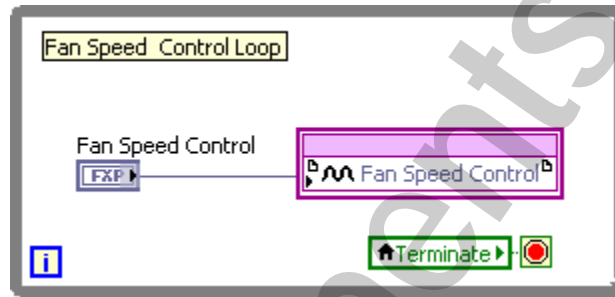 Fan Speed Control Loop
Fan Speed Control
FXP
Fan Speed Control
i
Terminate